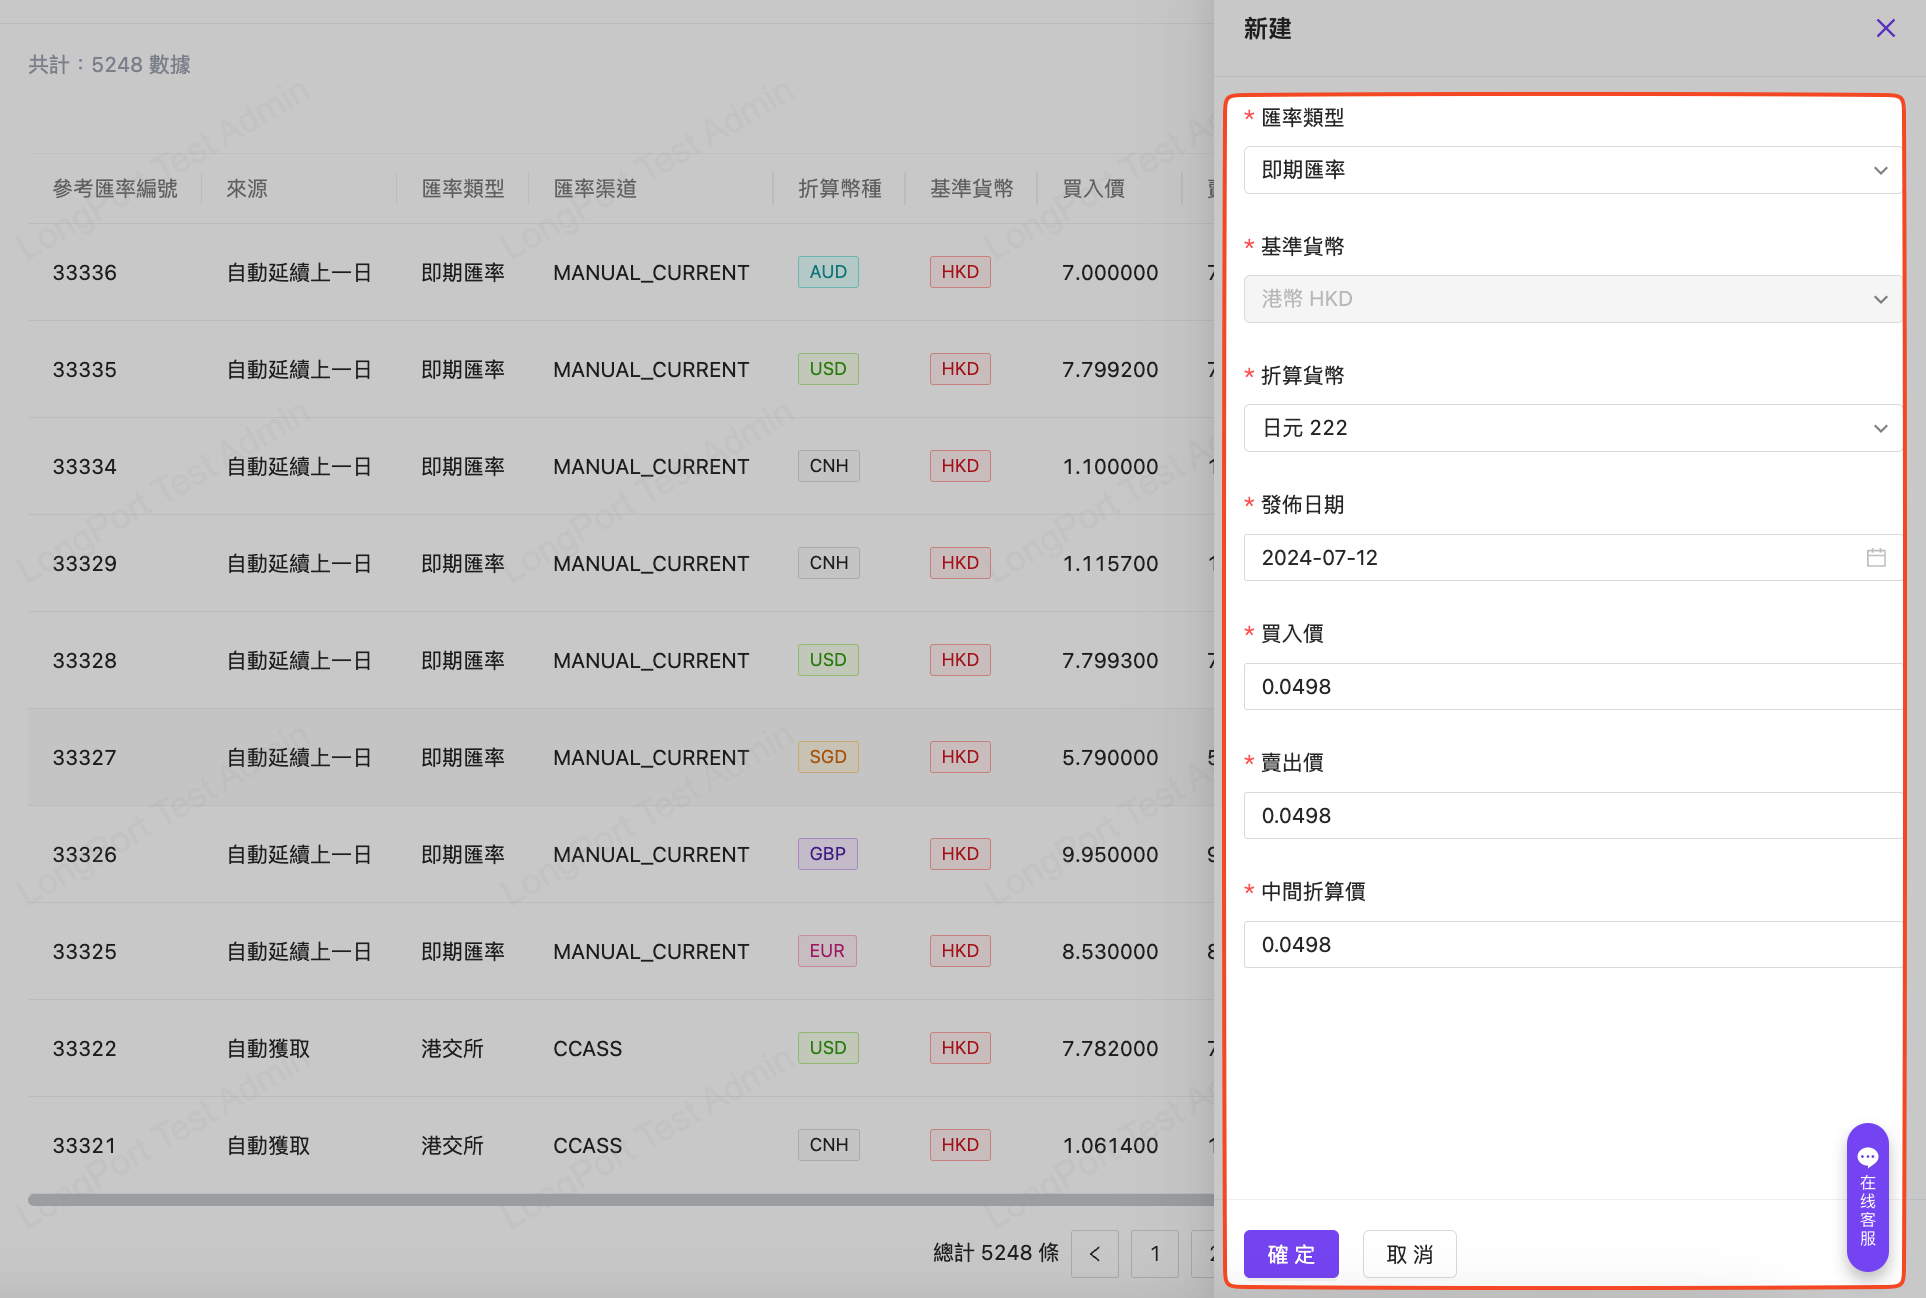 新建
共計：5248 數據
參考匯率編號 來源 匯率類型 匯率渠道 折算幣種 基準貨幣 買入價
33336 自動延續上一日 即期匯率 MANUAL_CURRENT AUD HKD 7.000000
33335 自動延續上一日 即期匯率 MANUAL_CURRENT USD HKD 7.799200
33334 自動延續上一日 即期匯率 MANUAL_CURRENT CNH HKD 1.100000
33329 自動延續上一日 即期匯率 MANUAL_CURRENT CNH HKD 1.115700
33328 自動延續上一日 即期匯率 MANUAL_CURRENT USD HKD 7.799300
33327 自動延續上一日 即期匯率 MANUAL_CURRENT SGD HKD 5.790000
33326 自動延續上一日 即期匯率 MANUAL_CURRENT GBP HKD 9.950000
33325 自動延續上一日 即期匯率 MANUAL_CURRENT EUR HKD 8.530000
33322 自動獲取 港交所 CCASS USD HKD 7.782000
33321 自動獲取 港交所 CCASS CNH HKD 1.061400
總計 5248 條 < 1
* 匯率類型
即期匯率
* 基準貨幣
港幣 HKD
* 折算貨幣
日元 222
* 發佈日期
2024-07-12
* 買入價
0.0498
* 賣出價
0.0498
* 中間折算價
0.0498
在线客服
確定 取消
LongPort Test Admin